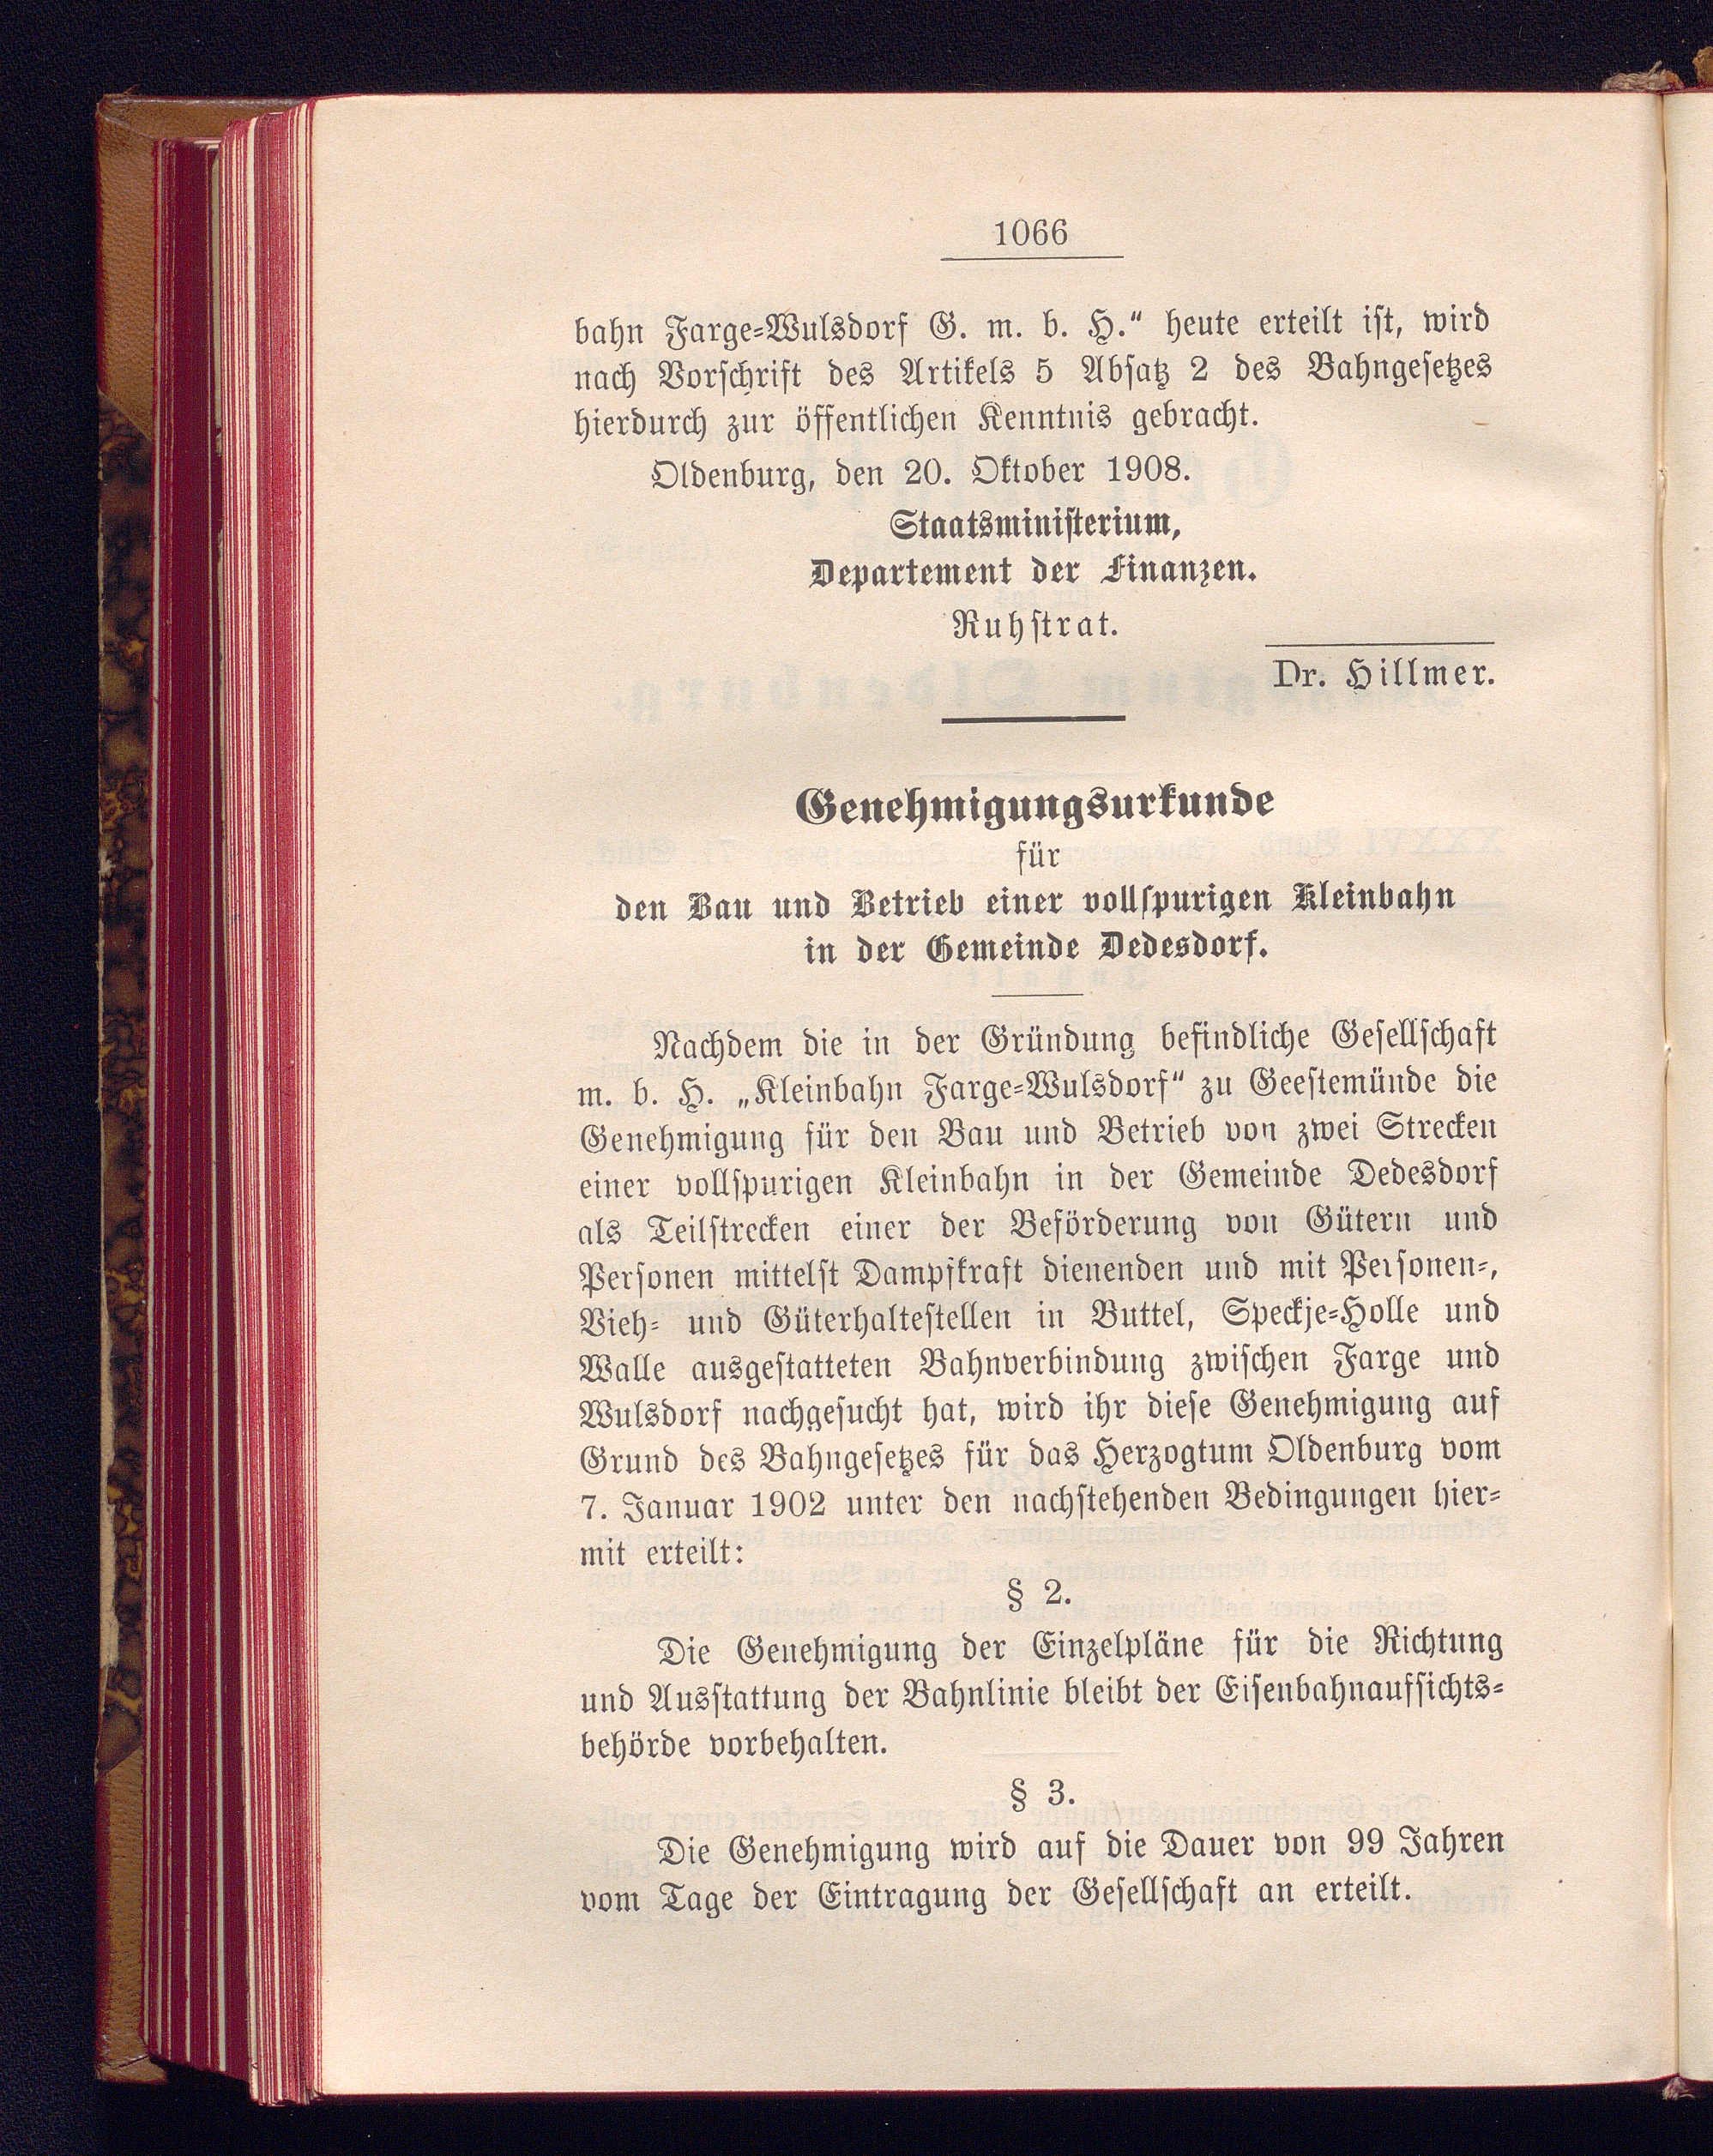 1066
bahn Farge-Wulsdorf G. m. b. H.“ heute erteilt iſt, wird
nach Vorſchrift des Artikels 5 Abſatz 2 des Bahngeſetzes
hierdurch zur öffentlichen Kenntnis gebracht.
Oldenburg, den 20. Oktober 1908.
Staatsminiſterium,
Departement der Finanzen.
Ruhſtrat.
Dr. Hillmer.
Genehmigungsurkunde
für
den Bau und Betrieb einer vollſpurigen Kleinbahn
in der Gemeinde Dedesdorf.
Nachdem die in der Gründung befindliche Geſellſchaft
m. b. H. „Kleinbahn Farge-Wulsdorf“ zu Geeſtemünde die
Genehmigung für den Bau und Betrieb von zwei Strecken
einer vollſpurigen Kleinbahn in der Gemeinde Dedesdorf
als Teilſtrecken einer der Beförderung von Gütern und
Perſonen mittelſt Dampfkraft dienenden und mit Perſonen-,
Vieh- und Güterhalteſtellen in Buttel, Speckje-Holle und
Walle ausgeſtatteten Bahnverbindung zwiſchen Farge und
Wulsdorf nachgeſucht hat, wird ihr dieſe Genehmigung auf
Grund des Bahngeſetzes für das Herzogtum Oldenburg vom
7. Januar 1902 unter den nachſtehenden Bedingungen hier-
mit erteilt:
§ 2.
Die Genehmigung der Einzelpläne für die Richtung
und Ausſtattung der Bahnlinie bleibt der Eiſenbahnaufſichts-
behörde vorbehalten.
§ 3.
Die Genehmigung wird auf die Dauer von 99 Jahren
vom Tage der Eintragung der Geſellſchaft an erteilt.